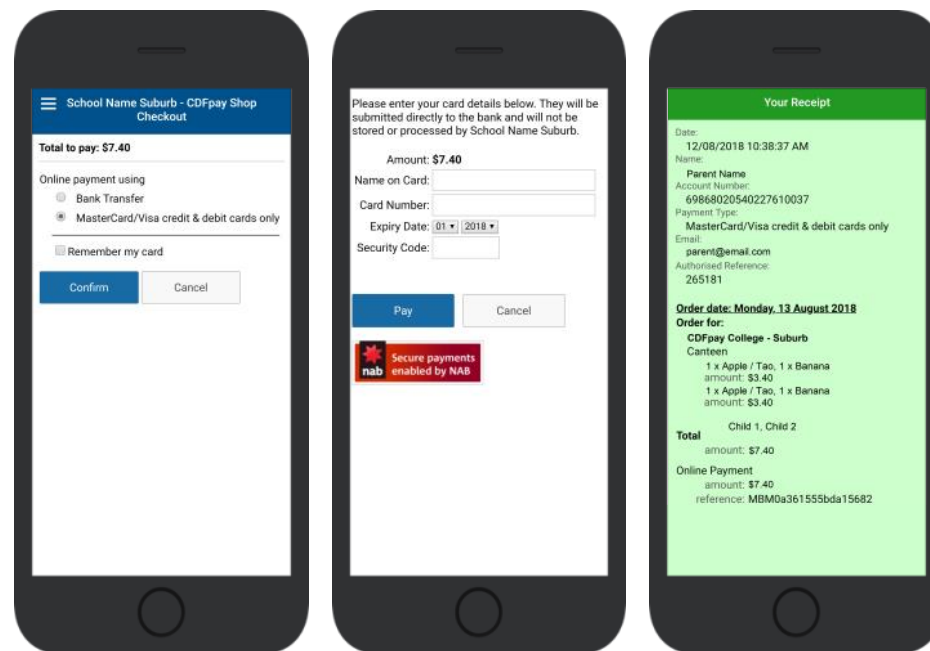 School Name Suburb - CDFpay Shop
Checkout
Total to pay: $7.40
Online payment using
Bank Transfer
MasterCard/Visa credit & debit cards only
Remember my card
Confirm
Cancel
Please enter your card details below. They will be
submitted directly to the bank and will not be
stored or processed by School Name Suburb.
Amount: $7.40
Name on Card:
Card Number:
Expiry Date: 01 2018
Security Code:
Pay
Cancel
nab
Secure payments
enabled by NAB
Your Receipt
Date:
12/08/2018 10:38:37 AM
Name:
Parent Name
Account Number:
69868020540227610037
Payment Type:
MasterCard/Visa credit & debit cards only
Email:
parent@email.com
Authorised Reference:
265181
Order date: Monday, 13 August 2018
Order for:
CDFpay College - Suburb
Canteen
1 x Apple / Tao, 1 x Banana
amount: $3.40
1 x Apple / Tao, 1 x Banana
amount: $3.40
Child 1, Child 2
Total
amount: $7.40
Online Payment
amount: $7.40
reference: MBM0a361555bda15682